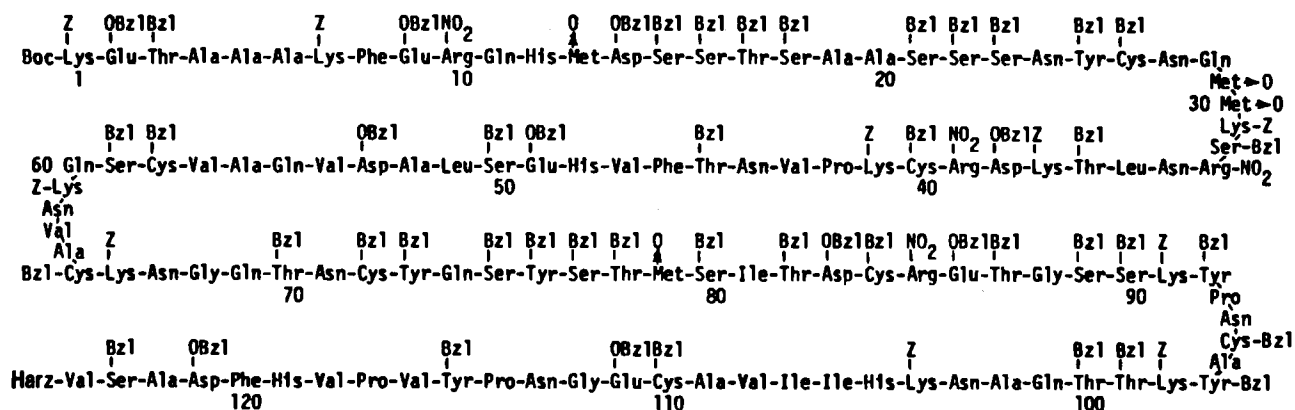 Z OBzl Bzl Z OBzl NO2 O OBzl Bzl Bzl Bzl Bzl Bzl Bzl Bzl Bzl Bzl
Boc-Lys-Glu-Thr-Ala-Ala-Ala-Lys-Phe-Glu-Arg-Gln-His-Met-Asp-Ser-Ser-Thr-Ser-Ala-Ala-Ser-Ser-Ser-Asn-Tyr-Cys-Asn-Gln
1 10 20
Met→O
30 Met→O
Lys-Z
Ser-Bzl
Bzl Bzl OBzl Bzl OBzl Bzl Z Bzl NO2 OBzl Z Bzl
60 Gln-Ser-Cys-Val-Ala-Gln-Val-Asp-Ala-Leu-Ser-Glu-His-Val-Phe-Thr-Asn-Val-Pro-Lys-Cys-Arg-Asp-Lys-Thr-Leu-Asn-Arg-NO2
50 40
Z-Lys
Asn
Val
Ala
Z Bzl Bzl Bzl Bzl Bzl Bzl Bzl O Bzl Bzl OBzl Bzl NO2 OBzl Bzl Bzl Bzl Z Bzl
Bzl-Cys-Lys-Asn-Gly-Gln-Thr-Asn-Cys-Tyr-Gln-Ser-Tyr-Ser-Thr-Met-Ser-Ile-Thr-Asp-Cys-Arg-Glu-Thr-Gly-Ser-Ser-Lys-Tyr
70 80 90
Pro
Asn
Cys-Bzl
Ala
Bzl OBzl Bzl OBzl Bzl Z Bzl Bzl Z
Harz-Val-Ser-Ala-Asp-Phe-His-Val-Pro-Val-Tyr-Pro-Asn-Gly-Glu-Cys-Ala-Val-Ile-Ile-His-Lys-Asn-Ala-Gln-Thr-Thr-Lys-Tyr-Bzl
120 110 100